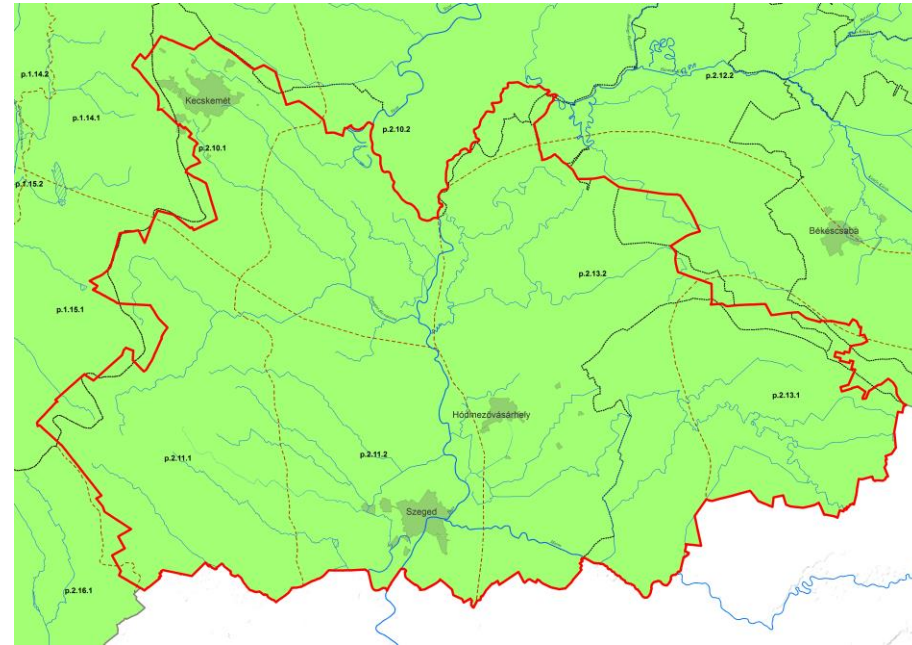 p.1.14.2
p.2.12.2
Kecskemét
p.1.14.1
p.2.10.2
p.2.10.1
p.1.15.2
Békéscsaba
p.2.13.2
p.1.15.1
p.2.13.1
Hódmezővásárhely
p.2.11.1
p.2.11.2
Szeged
p.2.16.1